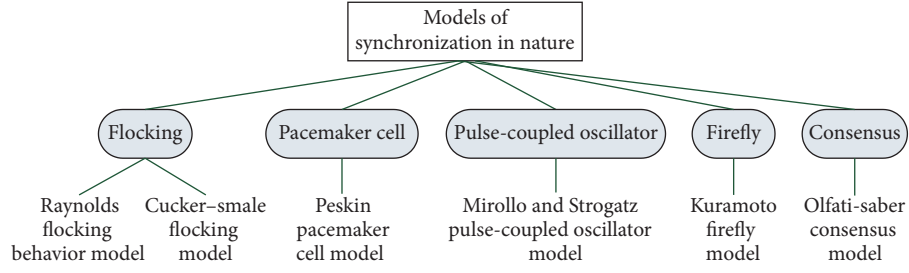 Models of
synchronization in nature
Flocking
Pacemaker cell
Pulse-coupled oscillator
Firefly
Consensus
Raynolds
flocking
behavior model
Cucker–smale
flocking
model
Peskin
pacemaker
cell model
Mirollo and Strogatz
pulse-coupled oscillator
model
Kuramoto
firefly
model
Olfati-saber
consensus
model